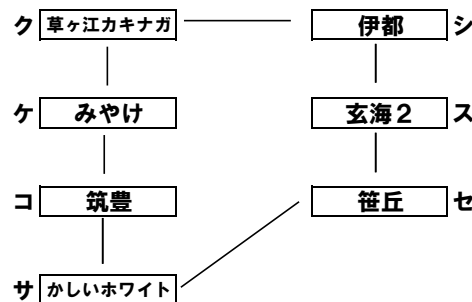 ク 草ヶ江カキナガ 伊都 シ
ケ みやけ 玄海２ ス
コ 筑豊 笹丘 セ
サ かしいホワイト